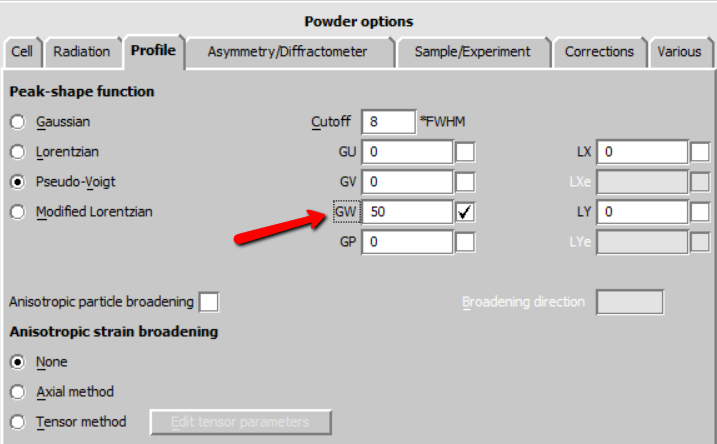 Powder options
Cell Radiation Profile Asymmetry/Diffractometer Sample/Experiment Corrections Various
Peak-shape function
Gaussian Cutoff 8 *FWHM
Lorentzian GU 0 LX 0
Pseudo-Voigt GV 0 LXe
Modified Lorentzian GW 50 LY 0
GP 0 LYe
Anisotropic particle broadening Broadening direction
Anisotropic strain broadening
None
Axial method
Tensor method Edit tensor parameters